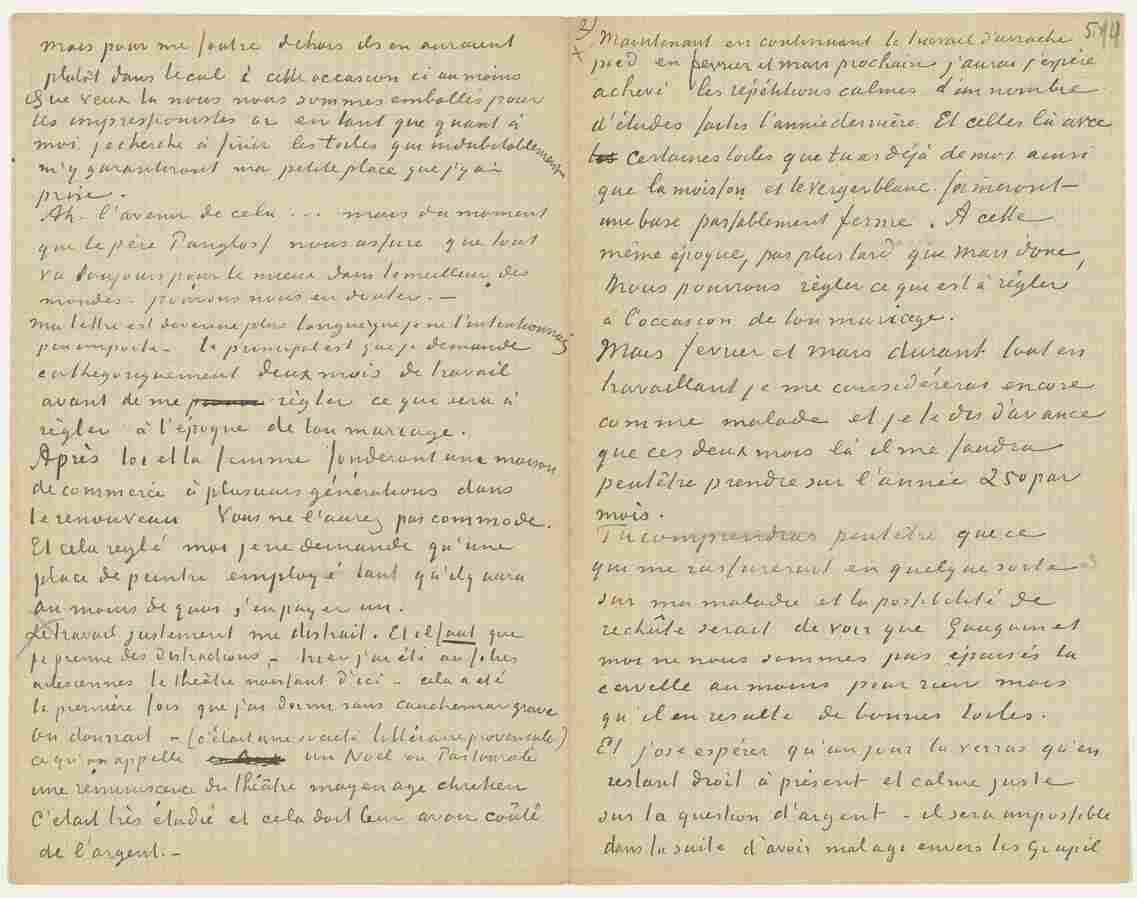 mais pour me foutre dehors ils en auraient
plutôt dans le cul à cette occasion ci au moins
Que veux tu nous nous sommes emballés pour
les impressionistes or en tant que quant à
moi je cherche à finir les toiles qui indubitablement
m'y garantiront ma petite place que j'y ai
prise.
Ah. l'avenir de cela ... mais du moment
que le père Pangloss nous assure que tout
va toujours pour le mieux dans le meilleur des
mondes – pouvons nous en douter. —
Ma lettre est devenue plus longue que je ne l'intentionnais
peu importe – le principal est que je demande
cathégoriquement deux mois de travail
avant de me règler ce que sera à
règler à l'époque de ton mariage.
Après toi et ta femme fonderont une maison
de commerce à plusieurs générations dans
le renouveau Vous ne l'aurez pas commode.
Et cela reglé moi je ne demande qu'une
place de peintre employé tant qu'il y aura
au moins de quoi s'en payer un.
Le travail justement me distrait. Et il faut que
je prenne des distractions – hier j'ai été aux folies
arlesiennes le théâtre naissant d'ici – cela a été
la première fois que j'ai dormi sans cauchemar grave
On donnait – (c'était une société littéraire provencale)
ce qu'on appelle un Noel ou Pastourale
une reminiscence du théâtre moyen age chretien
C'etait très étudié et cela doit leur avoir coûté
de l'argent. –
2)
514
Maintenant en continuant le travail d'arrache
pied en fevrier et mars prochain j'aurai j'espère
achevé les répétitions calmes d'un nombre
d'études faites l'année dernière. Et celles là avec
certaines toiles que tu as déjà de moi ainsi
que la moisson et le verger blanc. formeront
une base passablement ferme. A cette
même époque, pas plus tard que mars donc,
Nous pouvons règler ce qui est à régler
à l'occasion de ton mariage.
Mais fevrier et mars durant tout en
travaillant je me considérerai encore
comme malade et je te dis d'avance
que ces deux mois là il me faudra
peutêtre prendre sur l'année 250 par
mois.
Tu comprendras peutêtre que ce
qui me rassurerait en quelque sorte
sur ma maladie et la possibilité de
rechûte serait de voir que Gauguin et
moi ne nous sommes pas épuisés la
cervelle au moins pour rien mais
qu'il en resulte de bonnes toiles.
Et j'ose espérer qu'un jour tu verras qu'en
restant droit à présent et calme juste
sur la question d'argent – il sera impossible
dans la suite d'avoir mal agi envers les Goupil